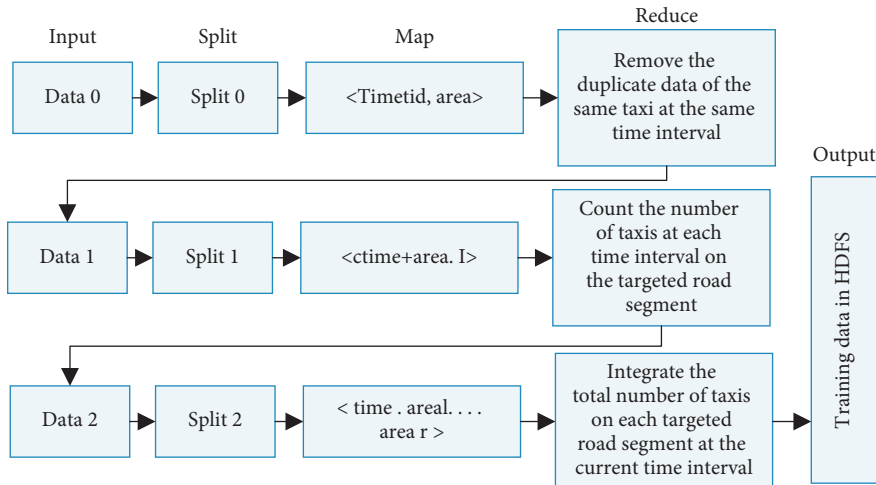 Input
Split
Map
Reduce
Data 0
Split 0
<Timetid, area>
Remove the
duplicate data of the
same taxi at the same
time interval
Output
Data 1
Split 1
<ctime+area. I>
Count the number
of taxis at each
time interval on
the targeted road
segment
Data 2
Split 2
< time . areal. . . .
area r >
Integrate the
total number of taxis
on each targeted
road segment at the
current time interval
Training data in HDFS